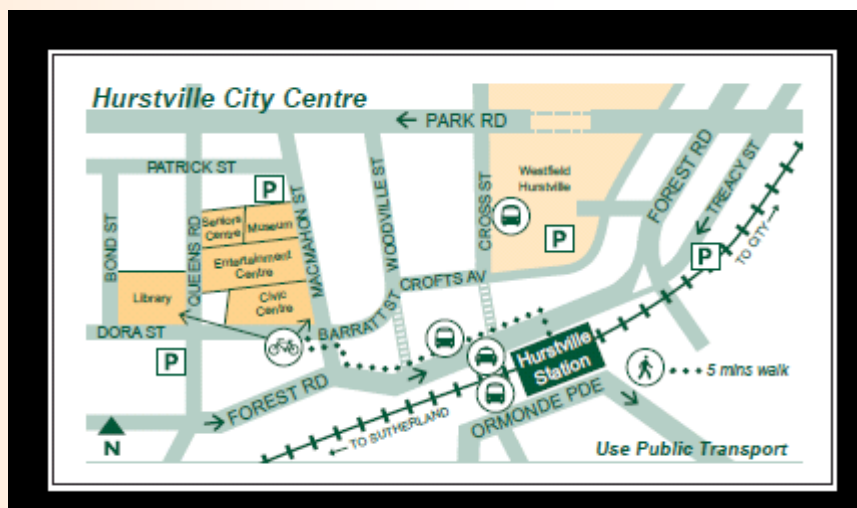 Hurstville City Centre
← PARK RD
PATRICK ST
P
BOND ST
QUEENS RD
Seniors
Centre
Museum
Entertainment
Centre
Civic
Centre
Library
MACMAHON ST
WOODVILLE ST
CROSS ST
Westfield
Hurstville
P
FOREST RD
← TREACY ST
P
TO CITY →
CROFTS AV
BARRATT ST
DORA ST
P
FOREST RD
Hurstville
Station
5 mins walk
← TO SUTHERLAND
ORMONDE PDE
N
Use Public Transport